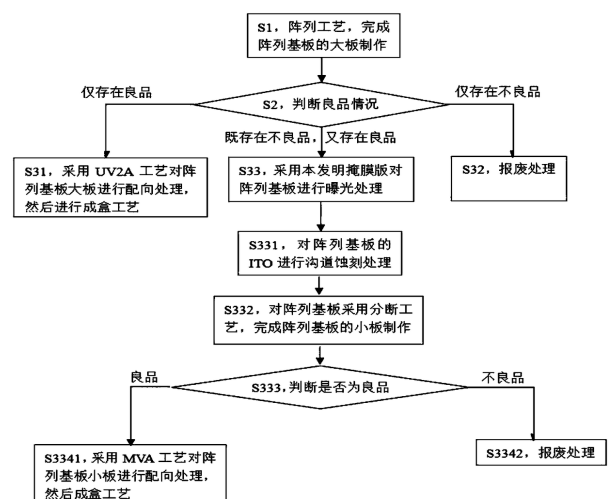 S1，阵列工艺，完成
阵列基板的大板制作
仅存在良品
仅存在不良品
S2，判断良品情况
既存在不良品，又存在良品
S31，采用 UV2A 工艺对阵
列基板大板进行配向处理，
然后进行成盒工艺
S33，采用本发明掩膜版对
阵列基板进行曝光处理
S32，报废处理
S331，对阵列基板的
ITO 进行沟道蚀刻处理
S332，对阵列基板采用分断工
艺，完成阵列基板的小板制作
良品
不良品
S333，判断是否为良品
S3341，采用 MVA 工艺对阵
列基板小板进行配向处理，
然后成盒工艺
S3342，报废处理